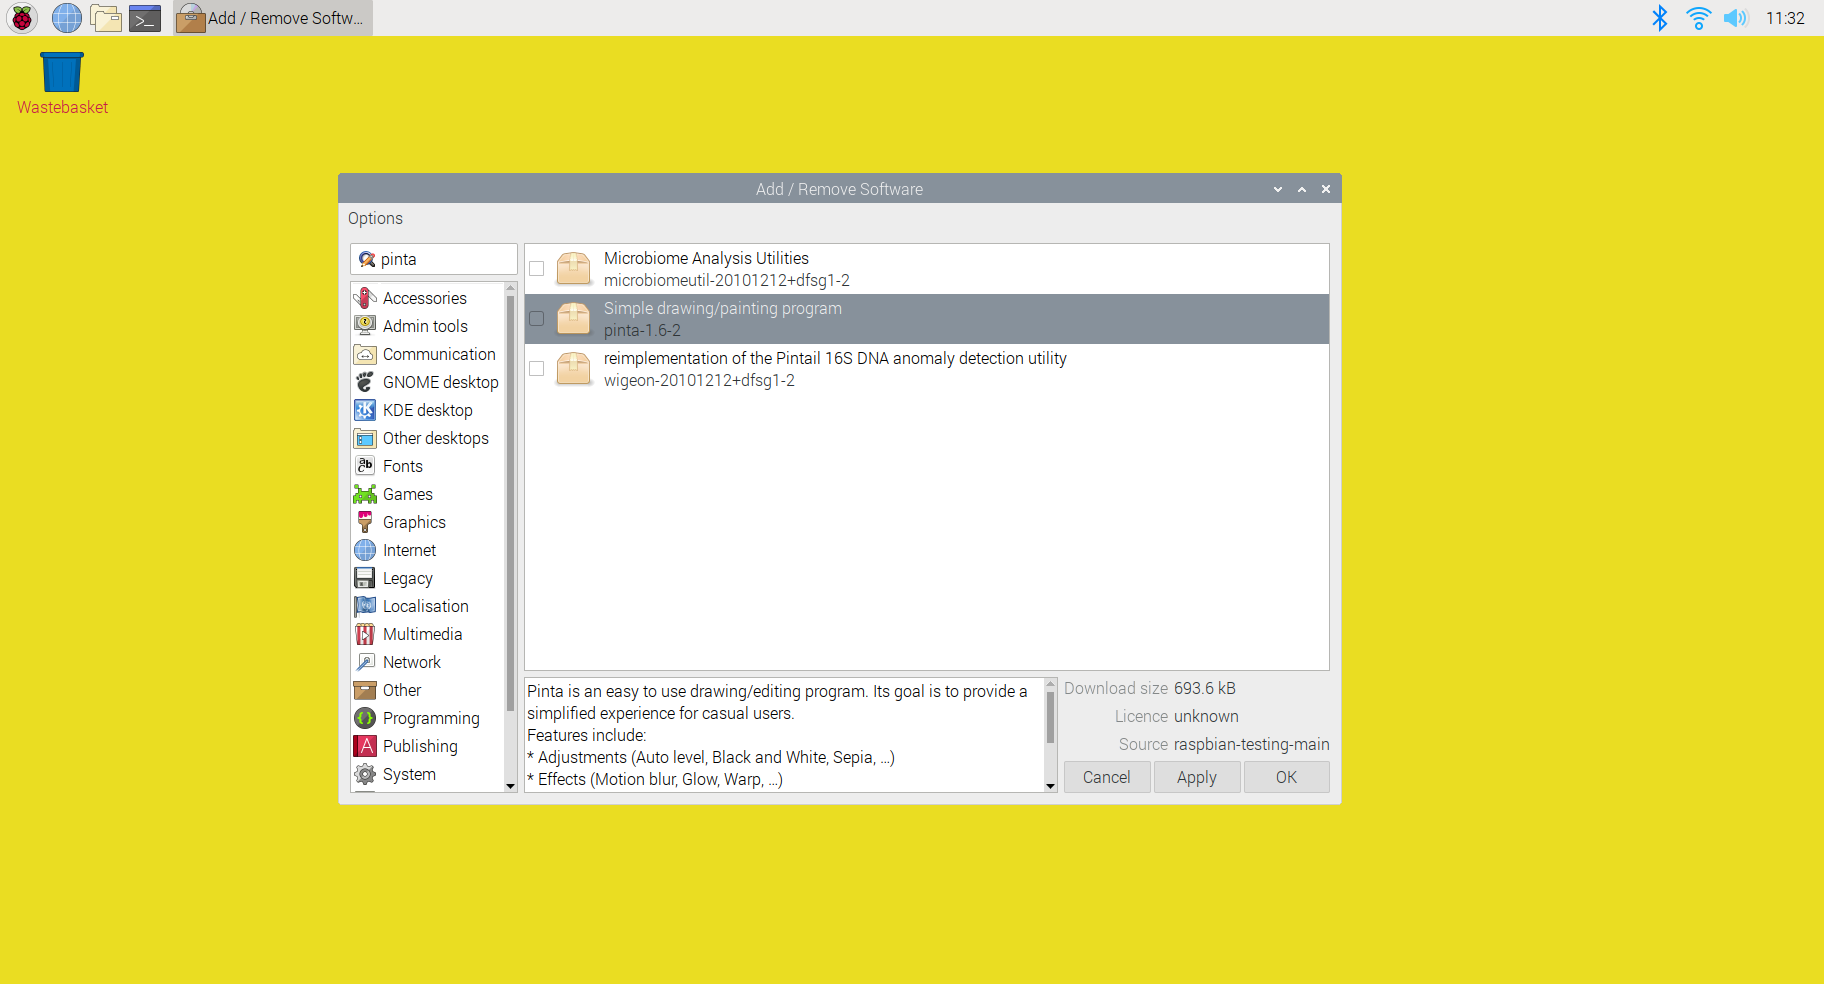 Add / Remove Softw...
11:32
Wastebasket
Add / Remove Software
Options
pinta
Accessories
Admin tools
Communication
GNOME desktop
KDE desktop
Other desktops
Fonts
Games
Graphics
Internet
Legacy
Localisation
Multimedia
Network
Other
Programming
Publishing
System
Microbiome Analysis Utilities
microbiomeutil-20101212+dfsg1-2
Simple drawing/painting program
pinta-1.6-2
reimplementation of the Pintail 16S DNA anomaly detection utility
wigeon-20101212+dfsg1-2
Pinta is an easy to use drawing/editing program. Its goal is to provide a
simplified experience for casual users.
Features include:
* Adjustments (Auto level, Black and White, Sepia, ...)
* Effects (Motion blur, Glow, Warp, ...)
Download size 693.6 kB
Licence unknown
Source raspbian-testing-main
Cancel Apply OK